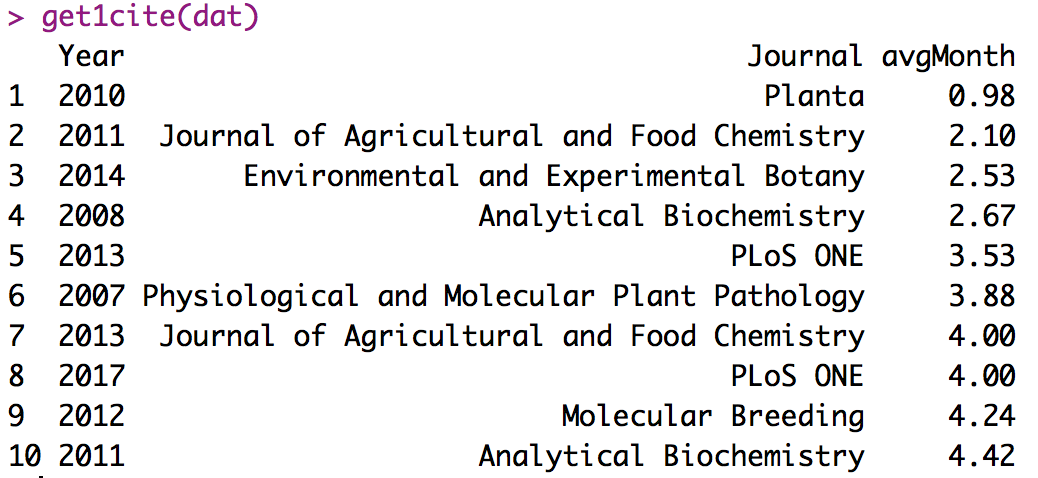 > get1cite(dat)
Year Journal avgMonth
1 2010 Planta 0.98
2 2011 Journal of Agricultural and Food Chemistry 2.10
3 2014 Environmental and Experimental Botany 2.53
4 2008 Analytical Biochemistry 2.67
5 2013 PLoS ONE 3.53
6 2007 Physiological and Molecular Plant Pathology 3.88
7 2013 Journal of Agricultural and Food Chemistry 4.00
8 2017 PLoS ONE 4.00
9 2012 Molecular Breeding 4.24
10 2011 Analytical Biochemistry 4.42